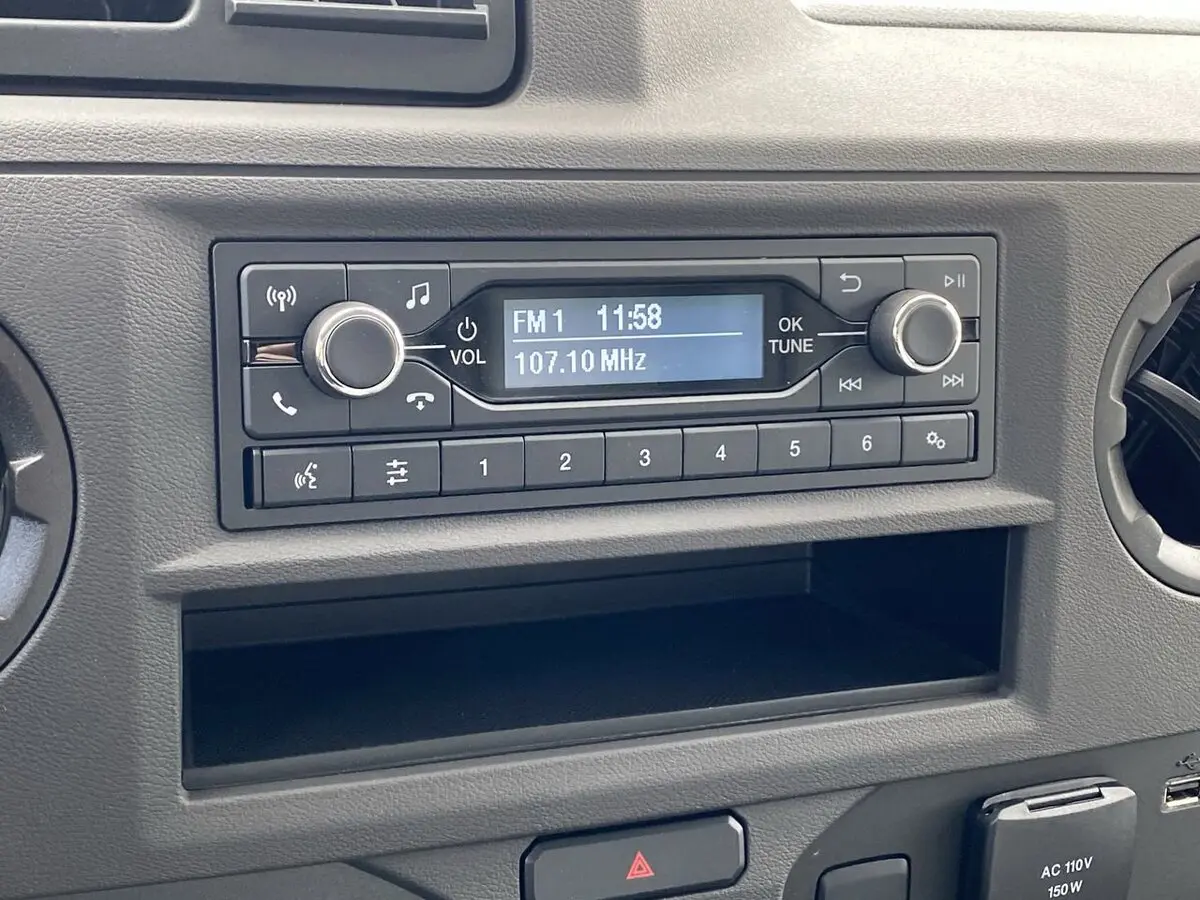 FM 1 11:58
107.10 MHz
VOL
OK
TUNE
1 2 3 4 5 6
AC 110V
150W